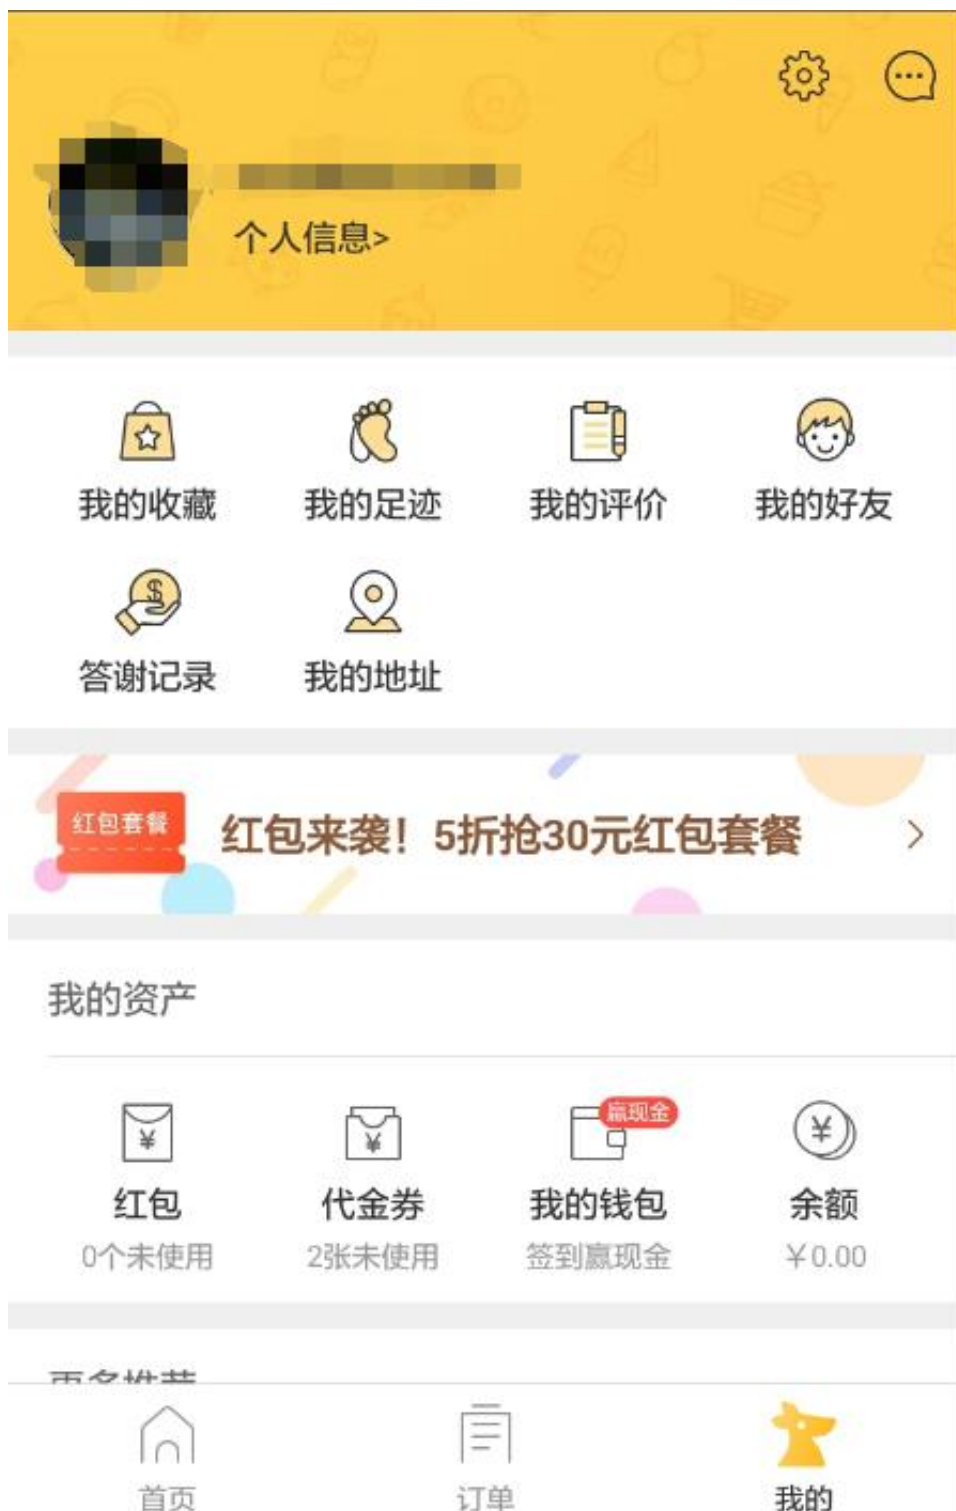 个人信息>
我的收藏 我的足迹 我的评价 我的好友
答谢记录 我的地址
红包套餐 红包来袭！5折抢30元红包套餐
我的资产
赢现金
红包 代金券 我的钱包 余额
0个未使用 2张未使用 签到赢现金 ￥0.00
更多推荐
首页 订单 我的